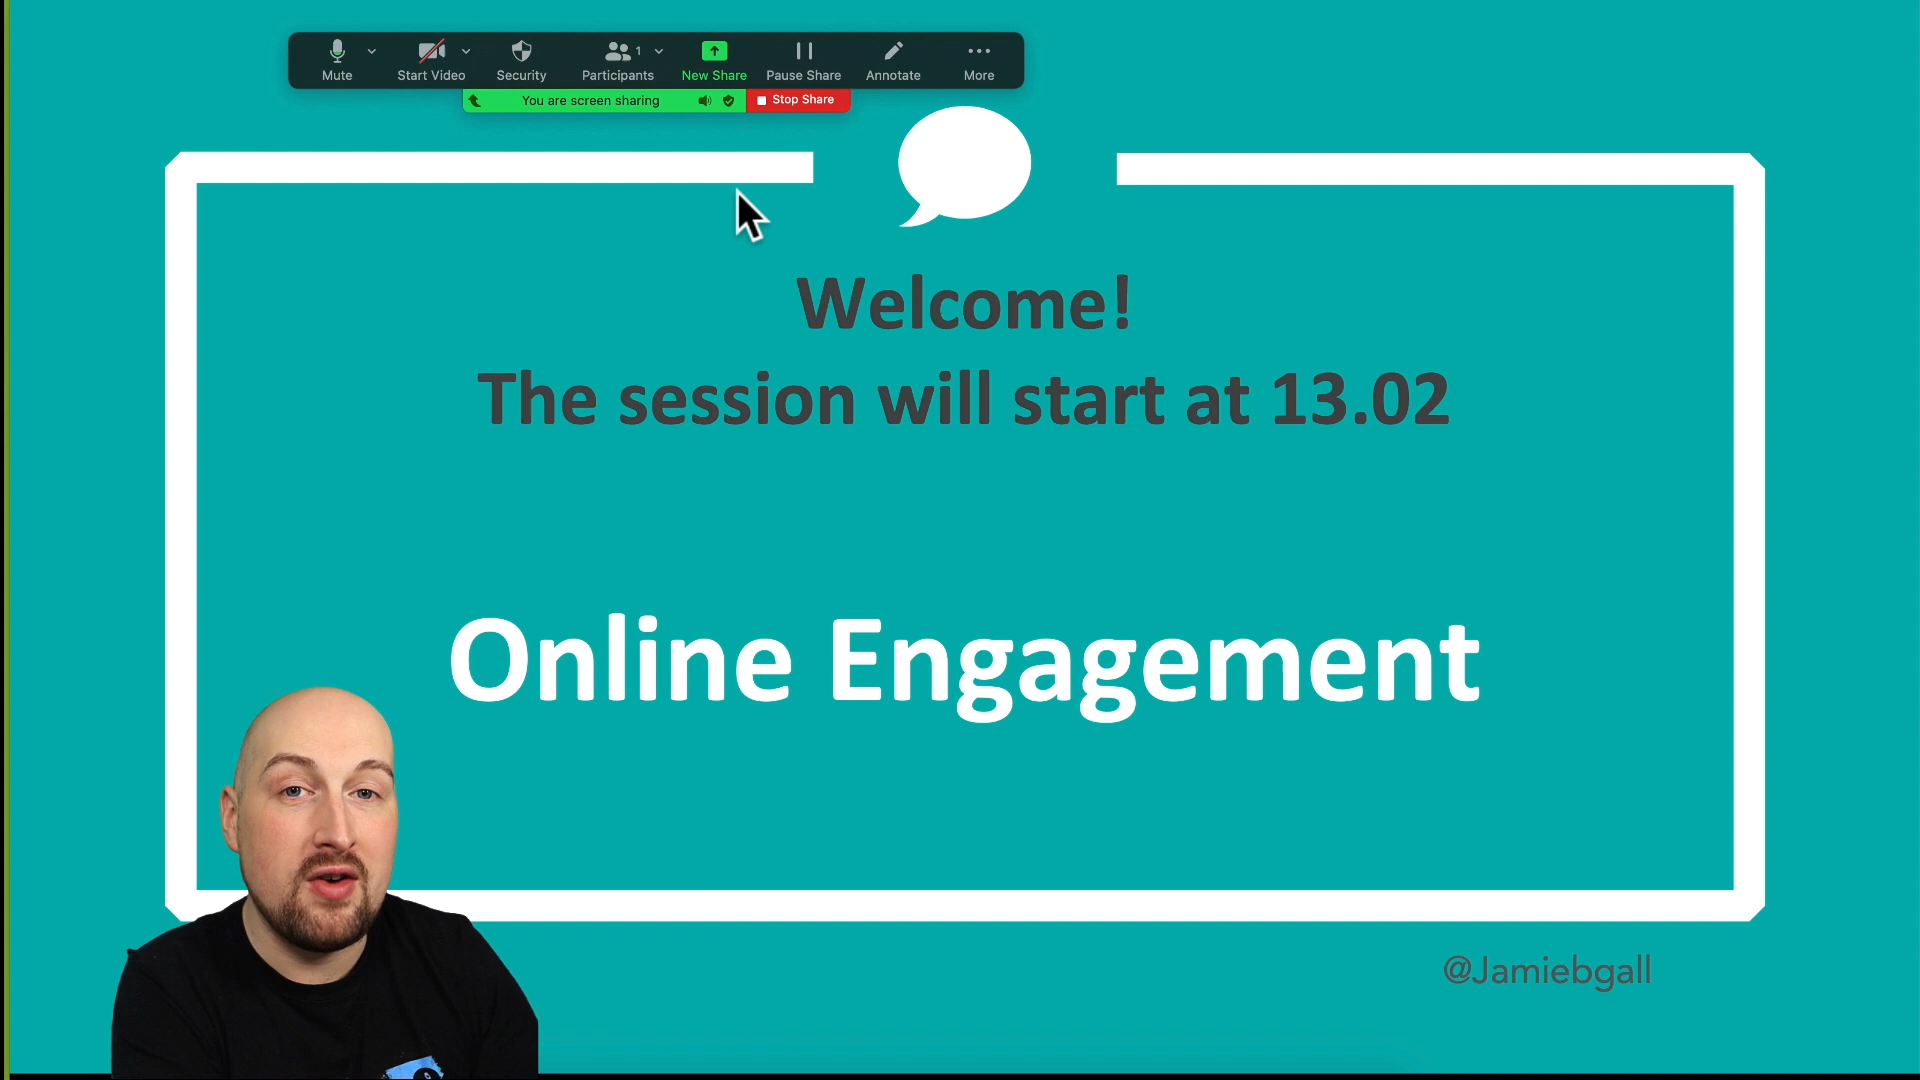 Mute
Start Video
Security
1
Participants
New Share
Pause Share
Annotate
More
You are screen sharing
Stop Share
Welcome!
The session will start at 13.02
Online Engagement
@Jamiebgall